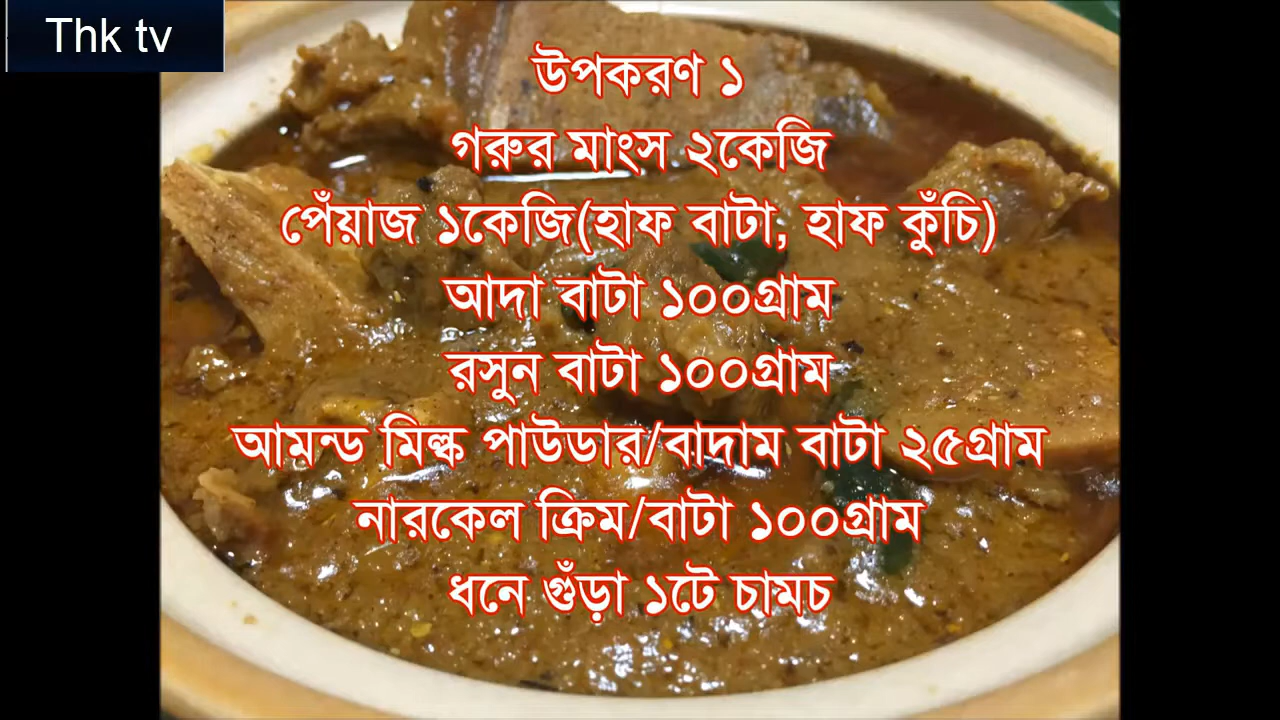 Thk tv
উপকরণ ১
গরুর মাংস ২কেজি
পেঁয়াজ ১কেজি(হাফ বাটা, হাফ কুঁচি)
আদা বাটা ১০০গ্রাম
রসুন বাটা ১০০গ্রাম
আমন্ড মিল্ক পাউডার/বাদাম বাটা ২৫গ্রাম
নারকেল ক্রিম/বাটা ১০০গ্রাম
ধনে গুঁড়া ১টে চামচ